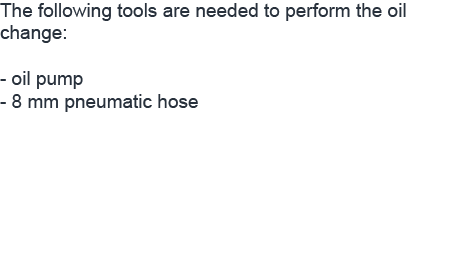 The following tools are needed to perform the oil
change:
- oil pump
- 8 mm pneumatic hose